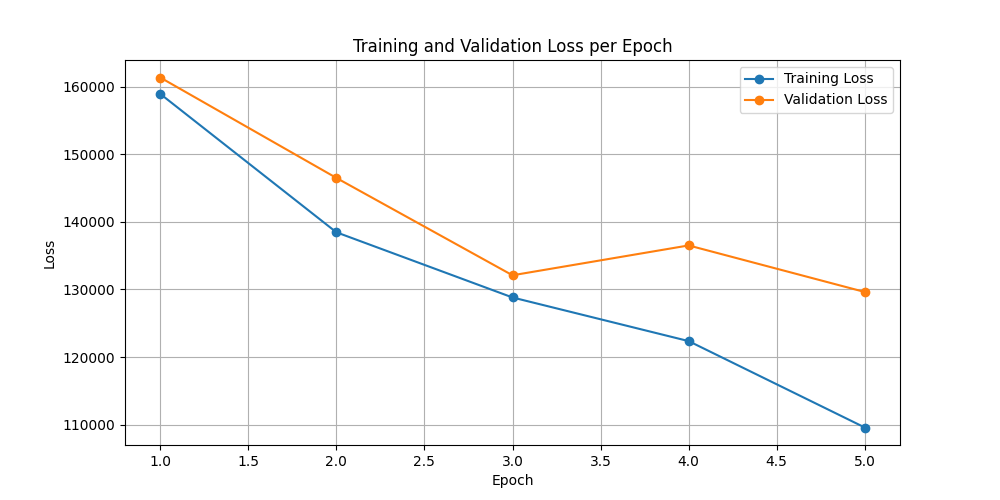 Training and Validation Loss per Epoch
Training Loss
Validation Loss
Loss
160000
150000
140000
130000
120000
110000
1.0 1.5 2.0 2.5 3.0 3.5 4.0 4.5 5.0
Epoch